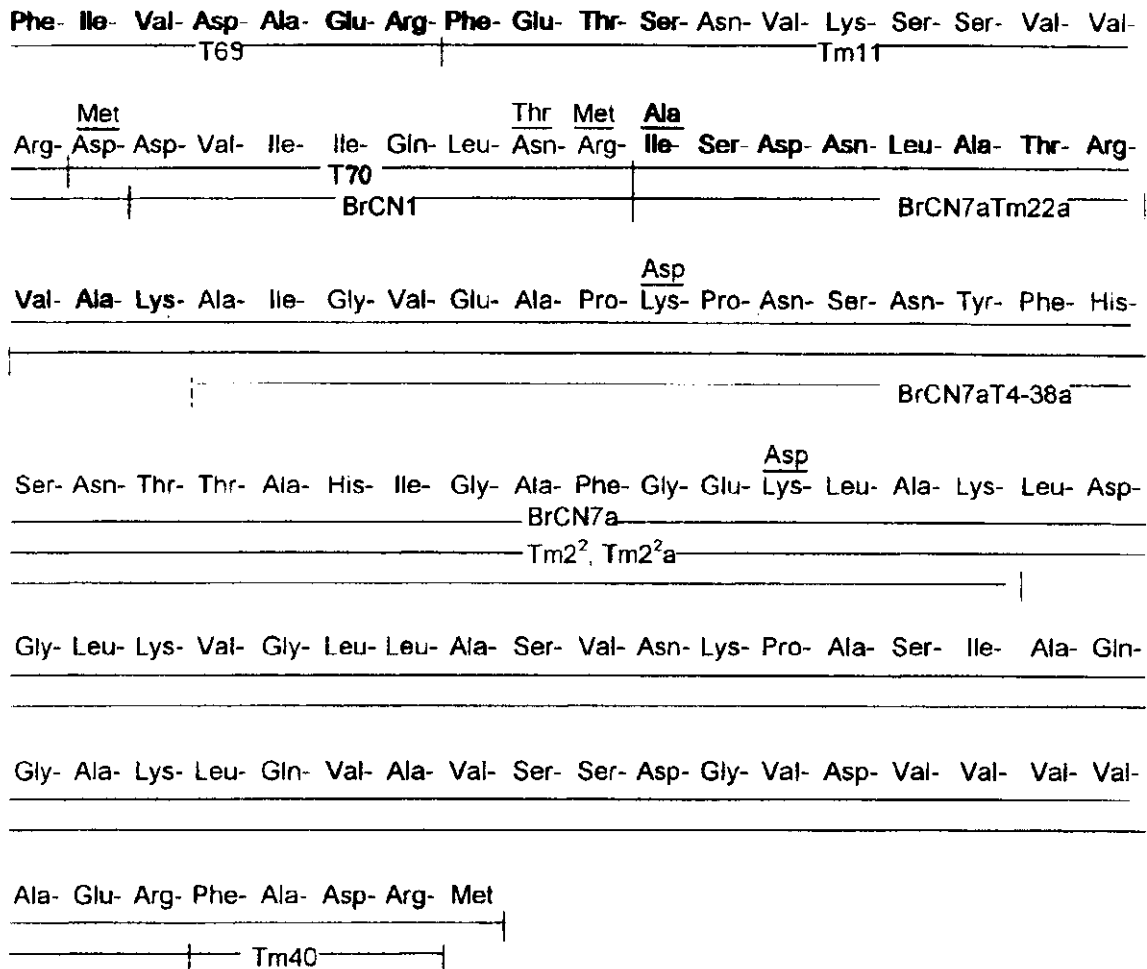 Phe- Ile- Val- Asp- Ala- Glu- Arg- Phe- Glu- Thr- Ser- Asn- Val- Lys- Ser- Ser- Val- Val-
T69 Tm11
Met Thr Met Ala
Arg- Asp- Asp- Val- Ile- Ile- Gln- Leu- Asn- Arg- Ile- Ser- Asp- Asn- Leu- Ala- Thr- Arg-
T70
BrCN1 BrCN7aTm22a
Asp
Val- Ala- Lys- Ala- Ile- Gly- Val- Glu- Ala- Pro- Lys- Pro- Asn- Ser- Asn- Tyr- Phe- His-
BrCN7aT4-38a
Asp
Ser- Asn- Thr- Thr- Ala- His- Ile- Gly- Ala- Phe- Gly- Glu- Lys- Leu- Ala- Lys- Leu- Asp-
BrCN7a
Tm2², Tm2²a
Gly- Leu- Lys- Val- Gly- Leu- Leu- Ala- Ser- Val- Asn- Lys- Pro- Ala- Ser- Ile- Ala- Gln-
Gly- Ala- Lys- Leu- Gln- Val- Ala- Val- Ser- Ser- Asp- Gly- Val- Asp- Val- Val- Val- Val-
Ala- Glu- Arg- Phe- Ala- Asp- Arg- Met
Tm40